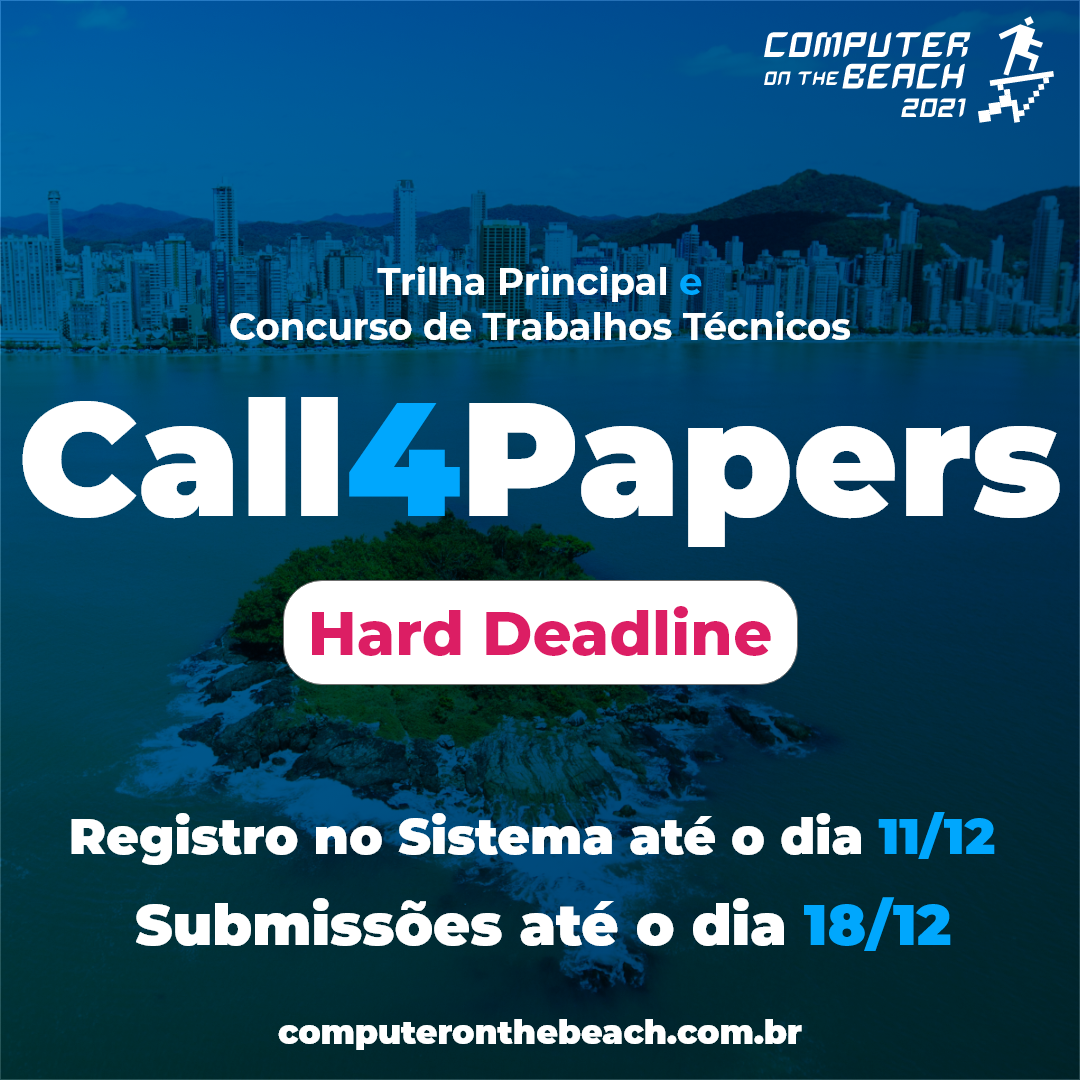 COMPUTER
ON THE BEACH
2021
Trilha Principal e
Concurso de Trabalhos Técnicos
Call4Papers
Hard Deadline
Registro no Sistema até o dia 11/12
Submissões até o dia 18/12
computeronthebeach.com.br